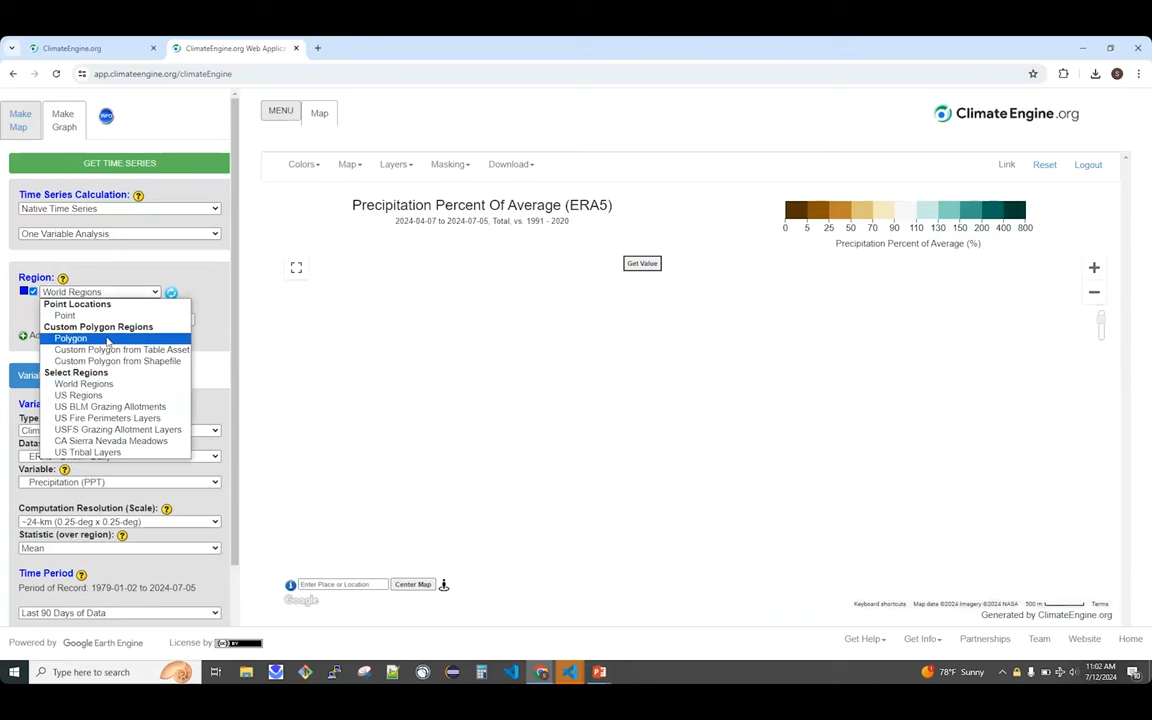 ClimateEngine.org
ClimateEngine.org Web Applic
app.climateengine.org/climateEngine
S
Make Map
Make Graph
INFO
MENU
Map
ClimateEngine.org
GET TIME SERIES
Colors
Map
Layers
Masking
Download
Link
Reset
Logout
Time Series Calculation: ?
Native Time Series
One Variable Analysis
Precipitation Percent Of Average (ERA5)
2024-04-07 to 2024-07-05, Total, vs. 1991 - 2020
0 5 25 50 70 90 110 130 150 200 400 800
Precipitation Percent of Average (%)
Get Value
Region: ?
World Regions
Point Locations
Point
Custom Polygon Regions
Polygon
Custom Polygon from Table Asset
Custom Polygon from Shapefile
Select Regions
World Regions
US Regions
US BLM Grazing Allotments
US Fire Perimeters Layers
USFS Grazing Allotment Layers
CA Sierra Nevada Meadows
US Tribal Layers
Variable: ?
Precipitation (PPT)
Computation Resolution (Scale): ?
~24-km (0.25-deg x 0.25-deg)
Statistic (over region): ?
Mean
Time Period ?
Period of Record: 1979-01-02 to 2024-07-05
Last 90 Days of Data
Enter Place or Location
Center Map
Google
Keyboard shortcuts
Map data ©2024 Imagery ©2024 NASA
500 m
Terms
Generated by ClimateEngine.org
Powered by Google Earth Engine
License by
Get Help
Get Info
Partnerships
Team
Website
Home
Type here to search
78°F Sunny
11:02 AM
7/12/2024